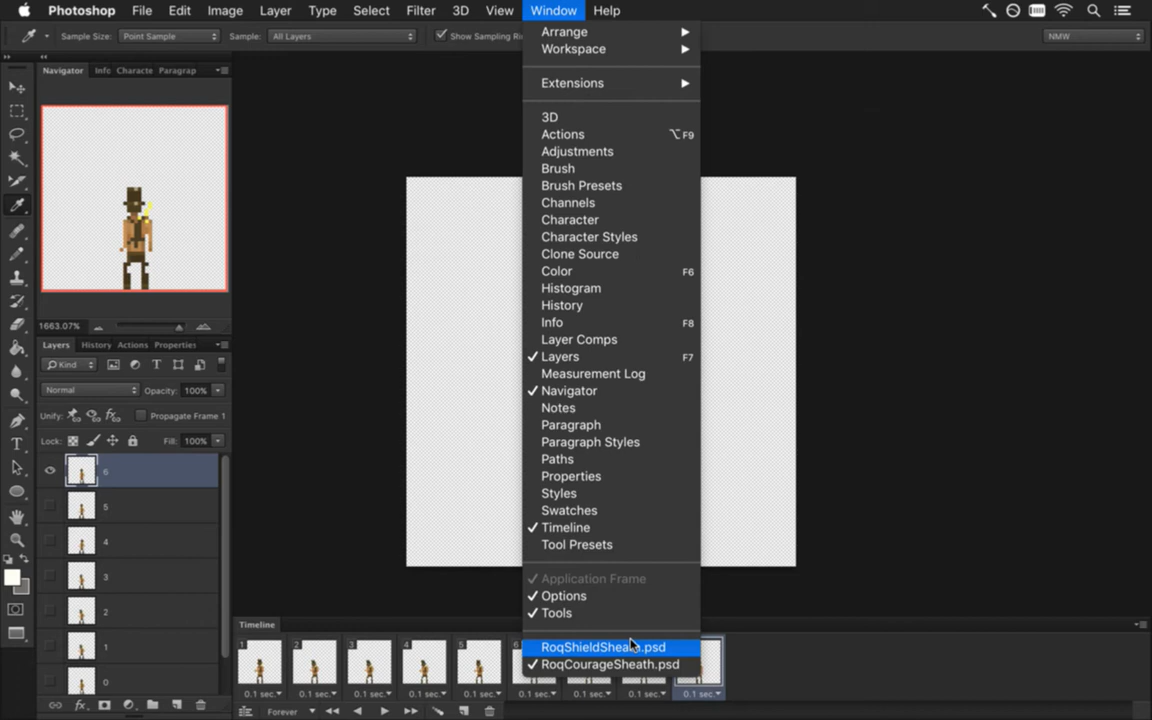 Photoshop File Edit Image Layer Type Select Filter 3D View Window Help
Sample Size: Point Sample Sample: All Layers Show Sampling Ri NMW
Navigator Info Characte Paragrap
1663.07%
Layers History Actions Properties
Kind
Normal Opacity: 100%
Unify: Propagate Frame 1
Lock: Fill: 100%
6
5
4
3
2
1
0
Arrange
Workspace
Extensions
3D
Actions ⌥F9
Adjustments
Brush
Brush Presets
Channels
Character
Character Styles
Clone Source
Color F6
Histogram
History
Info F8
Layer Comps
✓ Layers F7
Measurement Log
✓ Navigator
Notes
Paragraph
Paragraph Styles
Paths
Properties
Styles
Swatches
✓ Timeline
Tool Presets
✓ Application Frame
✓ Options
✓ Tools
RoqShieldSheath.psd
✓ RoqCourageSheath.psd
Timeline
1 2 3 4 5 6
0.1 sec. 0.1 sec. 0.1 sec. 0.1 sec. 0.1 sec. 0.1 sec. 0.1 sec. 0.1 sec. 0.1 sec.
Forever